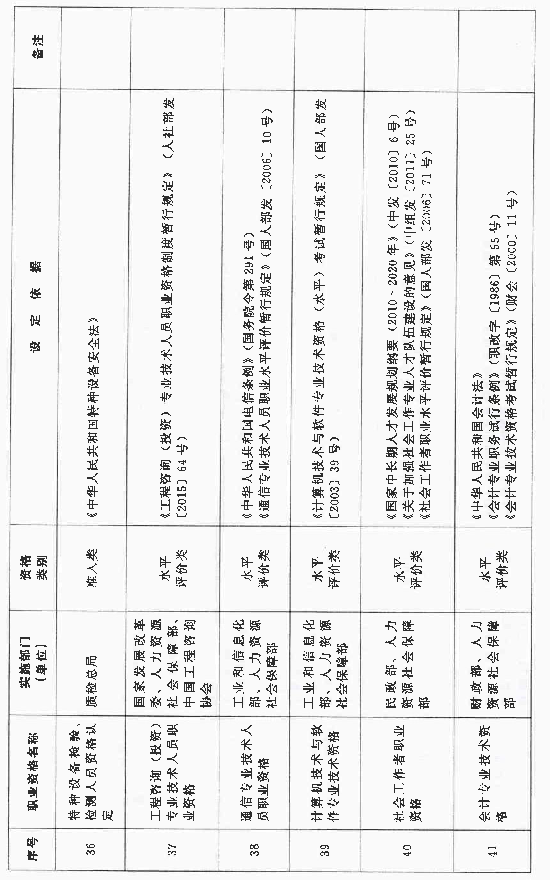 序号 职业资格名称 实施部门（单位） 资格类别 设定依据 备注
36
特种设备检验、
检测人员资格认
定
质检总局
准入类
《中华人民共和国特种设备安全法》
37
工程咨询（投资）
专业技术人员职
业资格
国家发展改革
委、人力资源
社会保障部、
中国工程咨询
协会
水平
评价类
《工程咨询（投资）专业技术人员职业资格制度暂行规定》（人社部发
〔2015〕64号）
38
通信专业技术人
员职业资格
工业和信息化
部、人力资源
社会保障部
水平
评价类
《中华人民共和国电信条例》（国务院令第291号）
《通信专业技术人员职业水平评价暂行规定》（国人部发〔2006〕10号）
39
计算机技术与软
件专业技术资格
工业和信息化
部、人力资源
社会保障部
水平
评价类
《计算机技术与软件专业技术资格（水平）考试暂行规定》（国人部发
〔2003〕39号）
40
社会工作者职业
资格
民政部、人力
资源社会保障
部
水平
评价类
《国家中长期人才发展规划纲要（2010-2020年）》（中发〔2010〕6号）
《关于加强社会工作专业人才队伍建设的意见》（中组发〔2011〕25号）
《社会工作者职业水平评价暂行规定》（国人部发〔2006〕71号）
41
会计专业技术资
格
财政部、人力
资源社会保障
部
水平
评价类
《中华人民共和国会计法》
《会计专业职务试行条例》（职改字〔1986〕第55号）
《会计专业技术资格考试暂行规定》（财会〔2000〕11号）